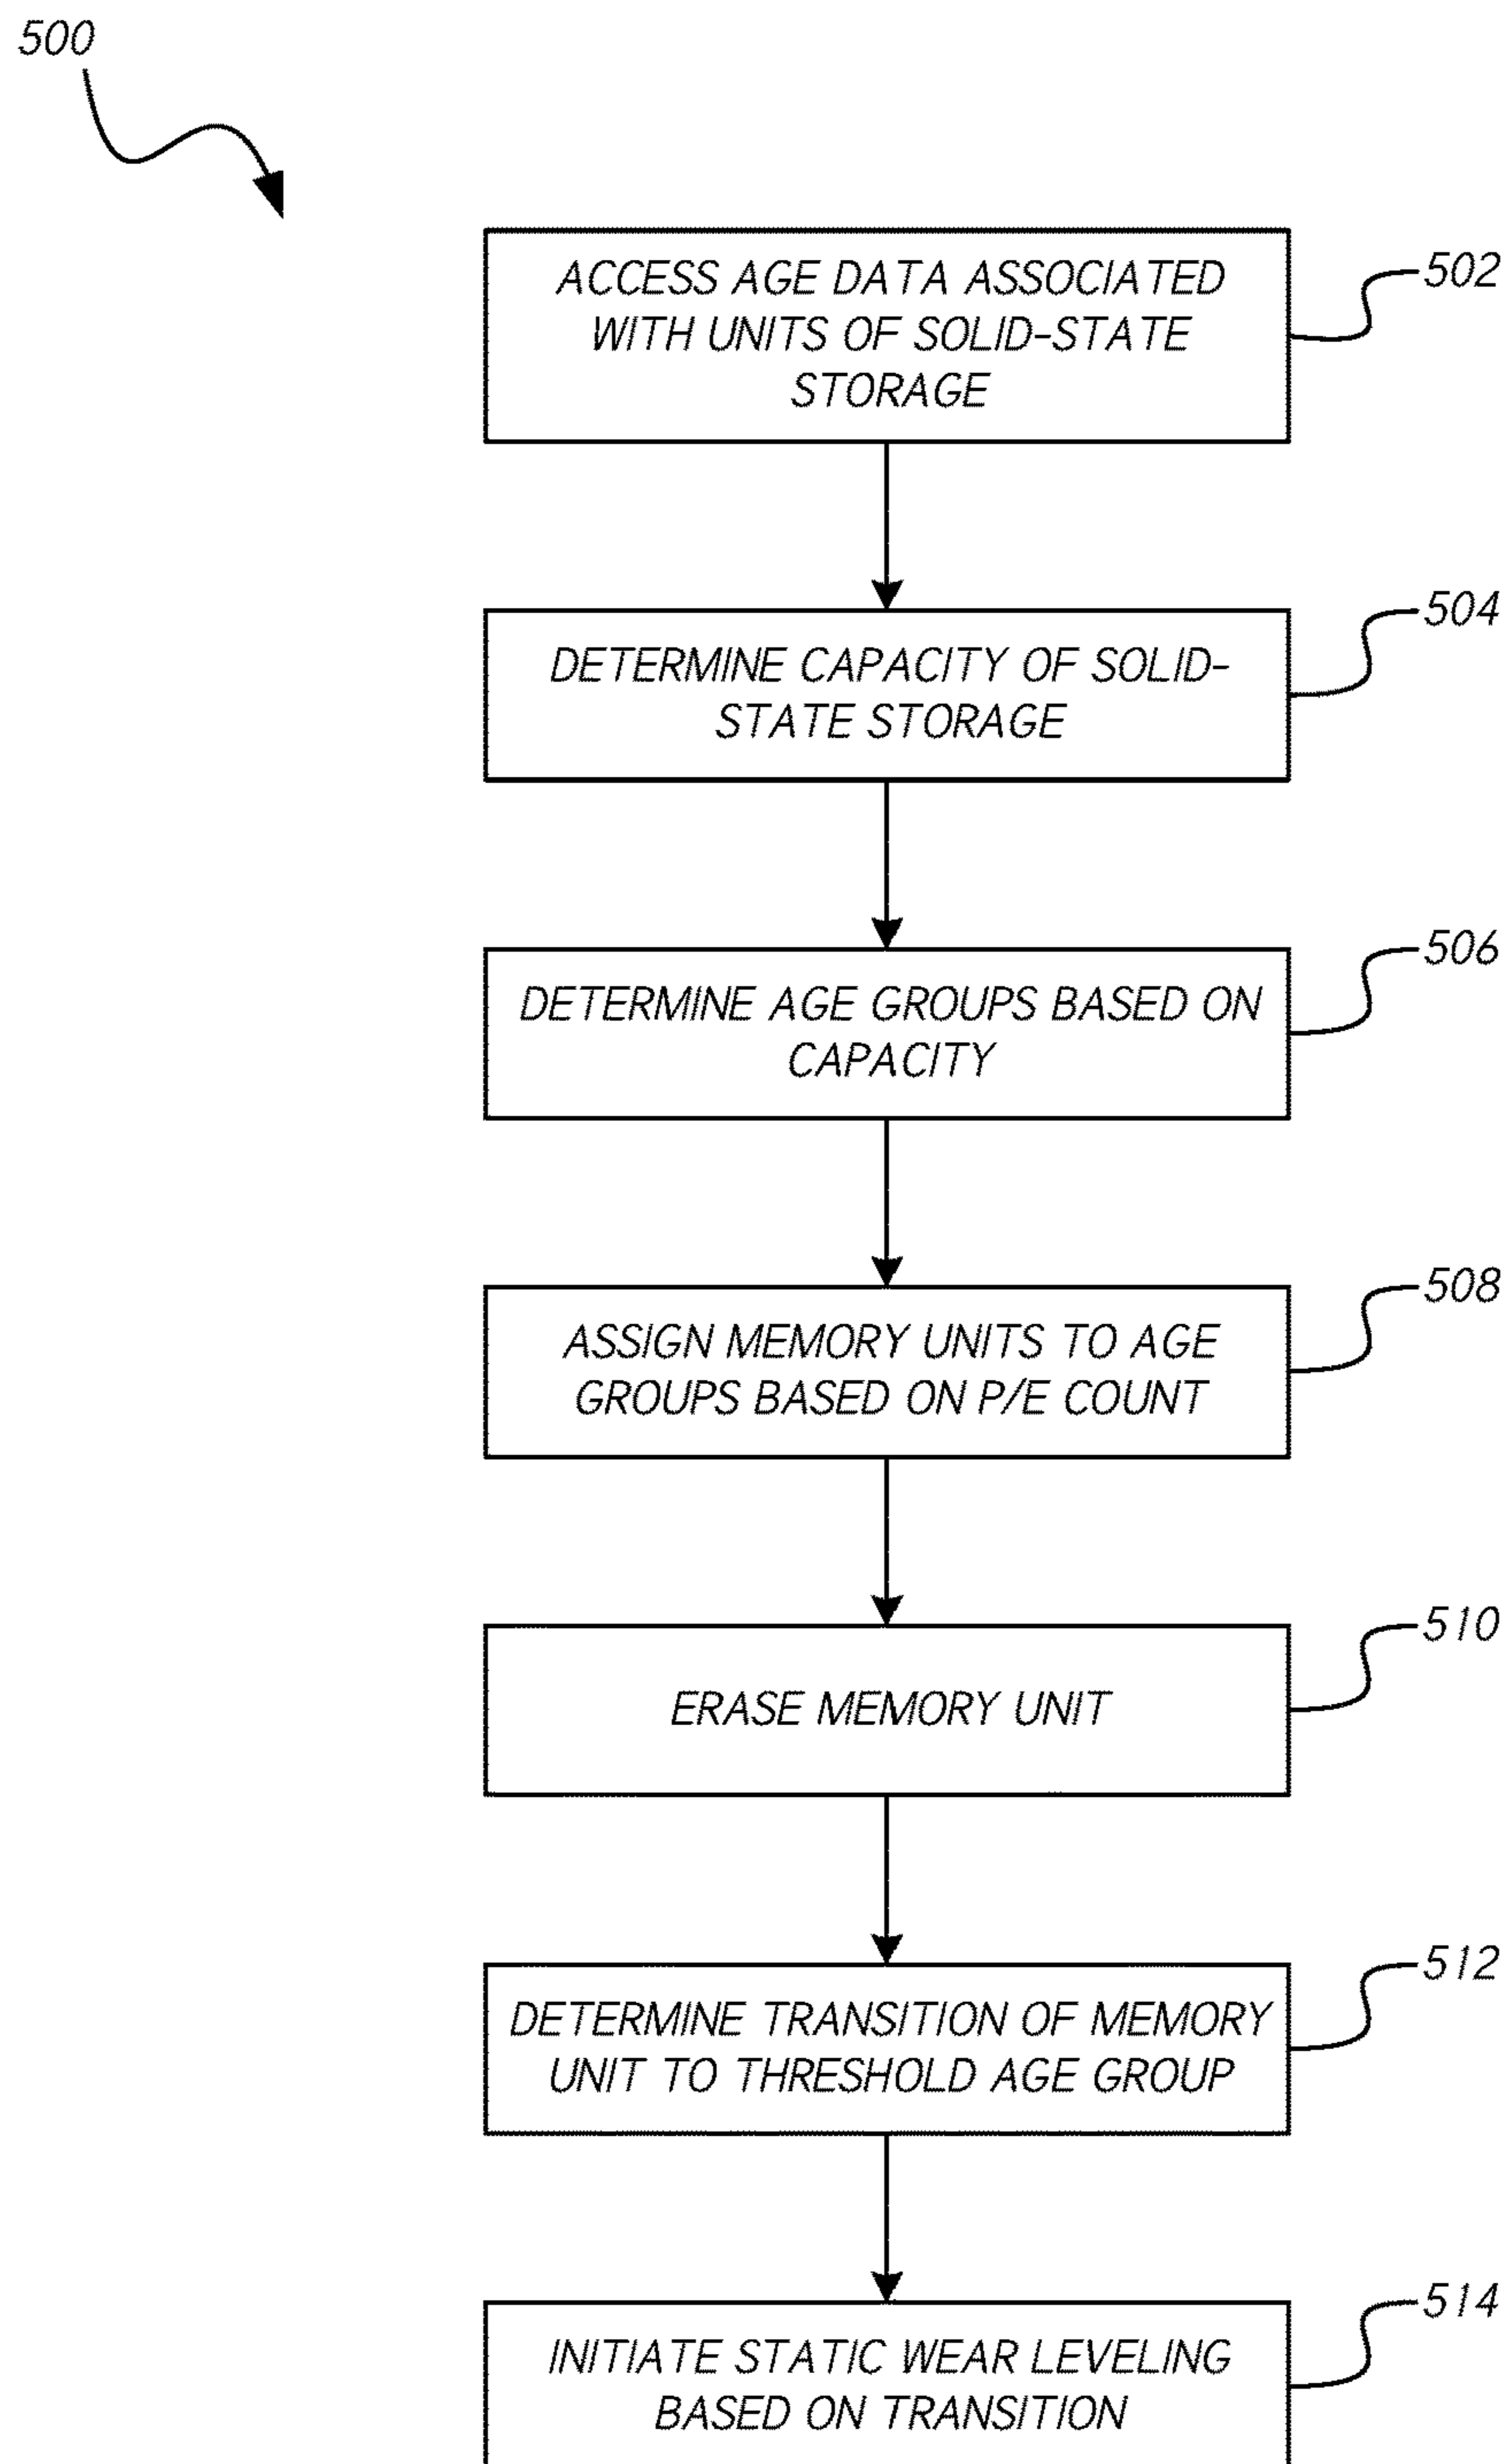 500
ACCESS AGE DATA ASSOCIATED
WITH UNITS OF SOLID-STATE
STORAGE
502
DETERMINE CAPACITY OF SOLID-
STATE STORAGE
504
DETERMINE AGE GROUPS BASED ON
CAPACITY
506
ASSIGN MEMORY UNITS TO AGE
GROUPS BASED ON P/E COUNT
508
ERASE MEMORY UNIT
510
DETERMINE TRANSITION OF MEMORY
UNIT TO THRESHOLD AGE GROUP
512
INITIATE STATIC WEAR LEVELING
BASED ON TRANSITION
514